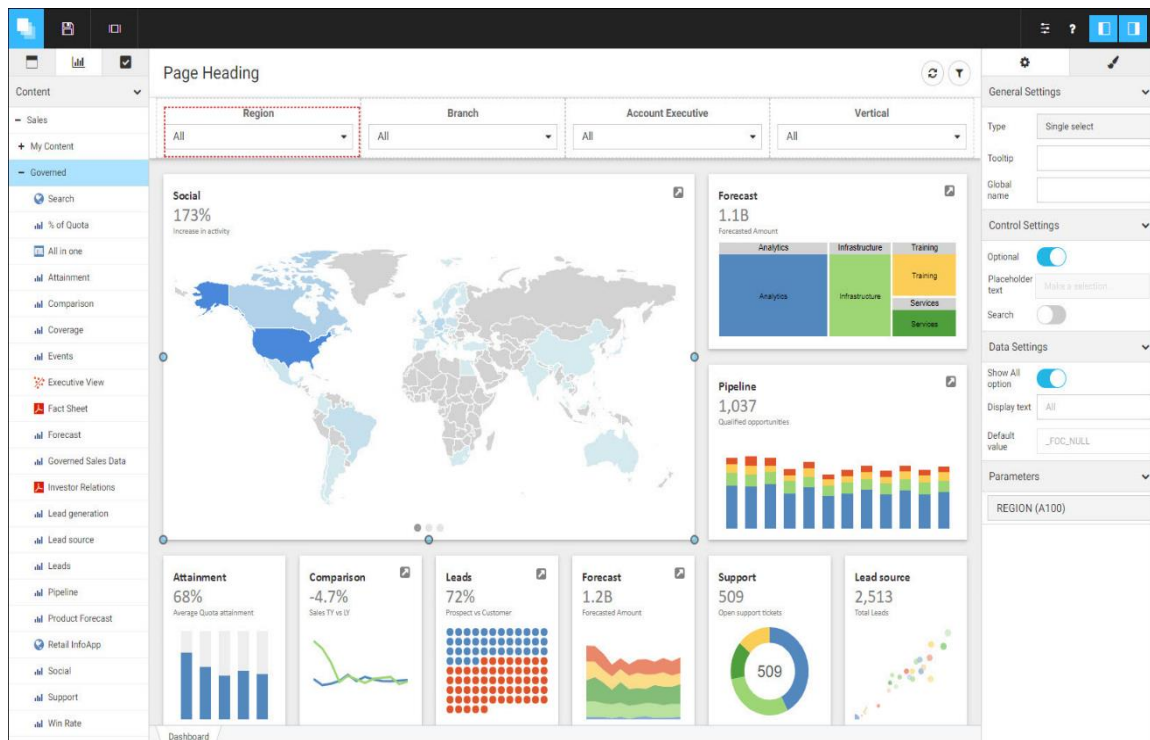 ?
Content
Sales
My Content
Governed
Search
% of Quota
All in one
Attainment
Comparison
Coverage
Events
Executive View
Fact Sheet
Forecast
Governed Sales Data
Investor Relations
Lead generation
Lead source
Leads
Pipeline
Product Forecast
Retail InfoApp
Social
Support
Win Rate
Page Heading
Region
Branch
Account Executive
Vertical
All
All
All
All
Social
173%
Increase in activity
Forecast
1.1B
Forecasted Amount
Analytics
Infrastructure
Training
Analytics
Infrastructure
Training
Services
Services
Pipeline
1,037
Qualified opportunities
Attainment
68%
Average Quota attainment
Comparison
-4.7%
Sales TY vs LY
Leads
72%
Prospect vs Customer
Forecast
1.2B
Forecasted Amount
Support
509
Open support tickets
509
Lead source
2,513
Total Leads
Dashboard
General Settings
Type
Single select
Tooltip
Global
name
Control Settings
Optional
Placeholder
text
Make a selection
Search
Data Settings
Show All
option
Display text
All
Default
value
_FOC_NULL
Parameters
REGION (A100)